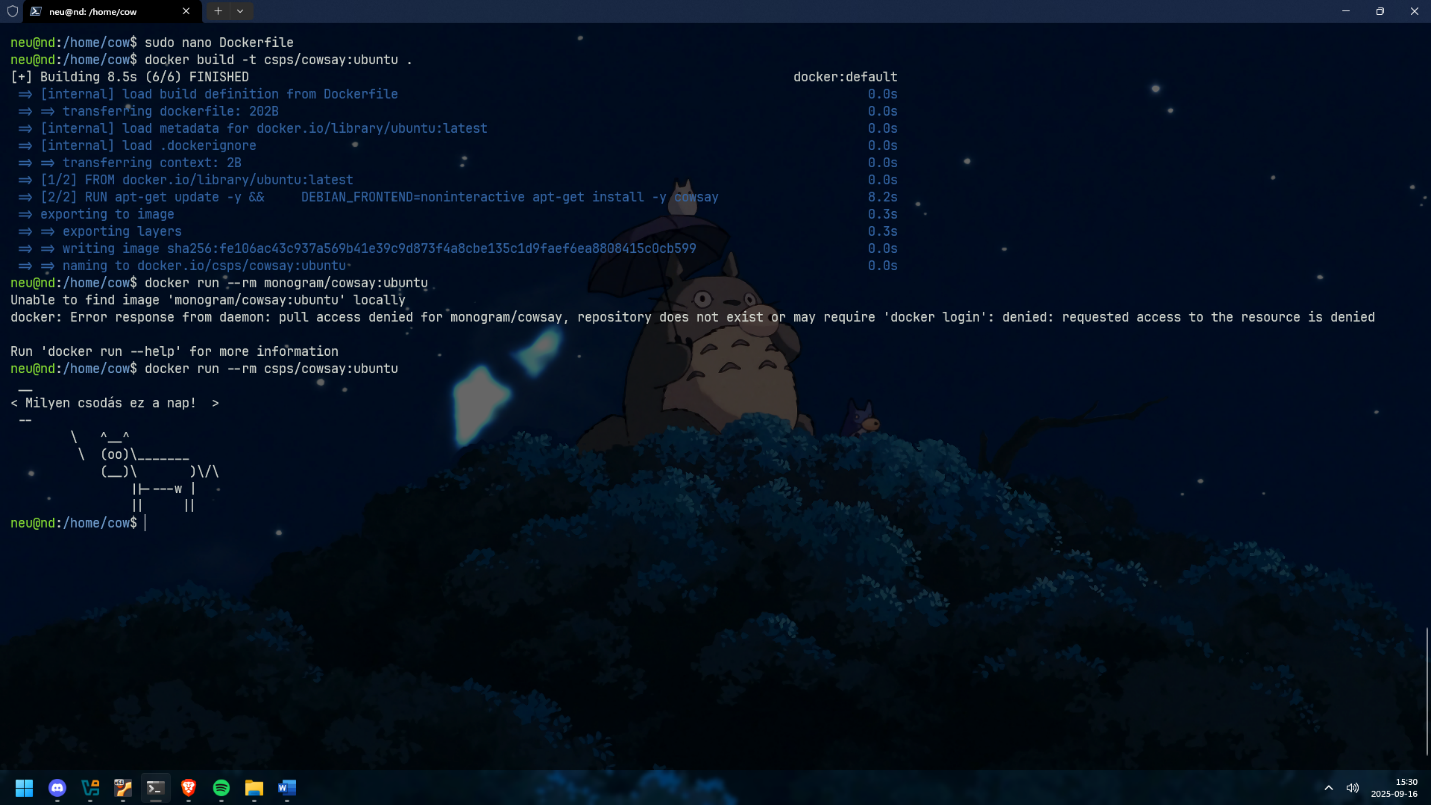 neu@nd: /home/cow
neu@nd:/home/cow$ sudo nano Dockerfile
neu@nd:/home/cow$ docker build -t csps/cowsay:ubuntu .
[+] Building 8.5s (6/6) FINISHED docker:default
=> [internal] load build definition from Dockerfile 0.0s
=> => transferring dockerfile: 202B 0.0s
=> [internal] load metadata for docker.io/library/ubuntu:latest 0.0s
=> [internal] load .dockerignore 0.0s
=> => transferring context: 2B 0.0s
=> [1/2] FROM docker.io/library/ubuntu:latest 0.0s
=> [2/2] RUN apt-get update -y &&     DEBIAN_FRONTEND=noninteractive apt-get install -y cowsay 8.2s
=> exporting to image 0.3s
=> => exporting layers 0.3s
=> => writing image sha256:fe106ac43c937a569b41e39c9d873f4a8cbe135c1d9faef6ea8808415c0cb599 0.0s
=> => naming to docker.io/csps/cowsay:ubuntu 0.0s
neu@nd:/home/cow$ docker run --rm monogram/cowsay:ubuntu
Unable to find image 'monogram/cowsay:ubuntu' locally
docker: Error response from daemon: pull access denied for monogram/cowsay, repository does not exist or may require 'docker login': denied: requested access to the resource is denied
Run 'docker run --help' for more information
neu@nd:/home/cow$ docker run --rm csps/cowsay:ubuntu
 __
< Milyen csodás ez a nap!  >
 --
        \   ^__^
         \  (oo)\_______
            (__)\       )\/\
                ||----w |
                ||     ||
neu@nd:/home/cow$
15:30
2025-09-16